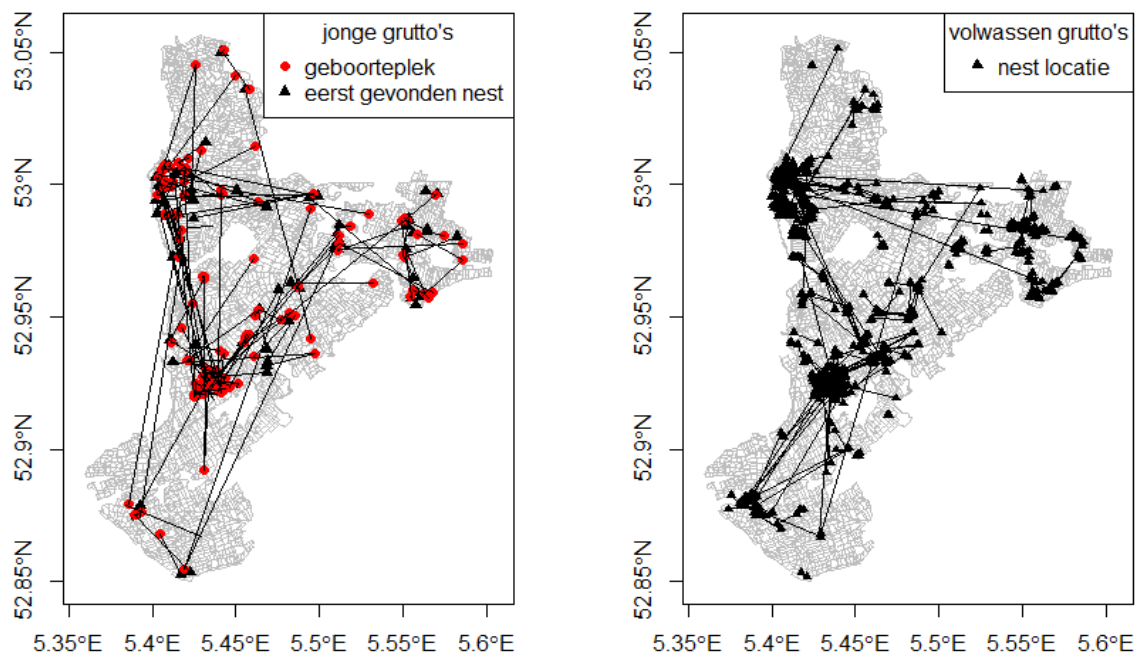 jonge grutto's
geboorteplek
eerst gevonden nest
53.05°N
53°N
52.95°N
52.9°N
52.85°N
5.35°E 5.4°E 5.45°E 5.5°E 5.55°E 5.6°E
volwassen grutto's
nest locatie
53.05°N
53°N
52.95°N
52.9°N
52.85°N
5.35°E 5.4°E 5.45°E 5.5°E 5.55°E 5.6°E